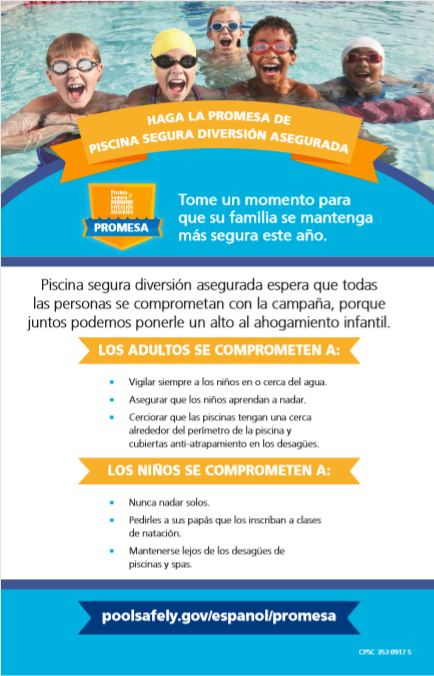 HAGA LA PROMESA DE
PISCINA SEGURA DIVERSIÓN ASEGURADA
Piscina
Segura
PROMESA
Tome un momento para
que su familia se mantenga
más segura este año.
Piscina segura diversión asegurada espera que todas
las personas se comprometan con la campaña, porque
juntos podemos ponerle un alto al ahogamiento infantil.
LOS ADULTOS SE COMPROMETEN A:
• Vigilar siempre a los niños en o cerca del agua.
• Asegurar que los niños aprendan a nadar.
• Cerciorar que las piscinas tengan una cerca
alrededor del perímetro de la piscina y
cubiertas anti-atrapamiento en los desagües.
LOS NIÑOS SE COMPROMETEN A:
• Nunca nadar solos.
• Pedirles a sus papás que los inscriban a clases
de natación.
• Mantenerse lejos de los desagües de
piscinas y spas.
poolsafely.gov/espanol/promesa
CPSC 353 0917 S